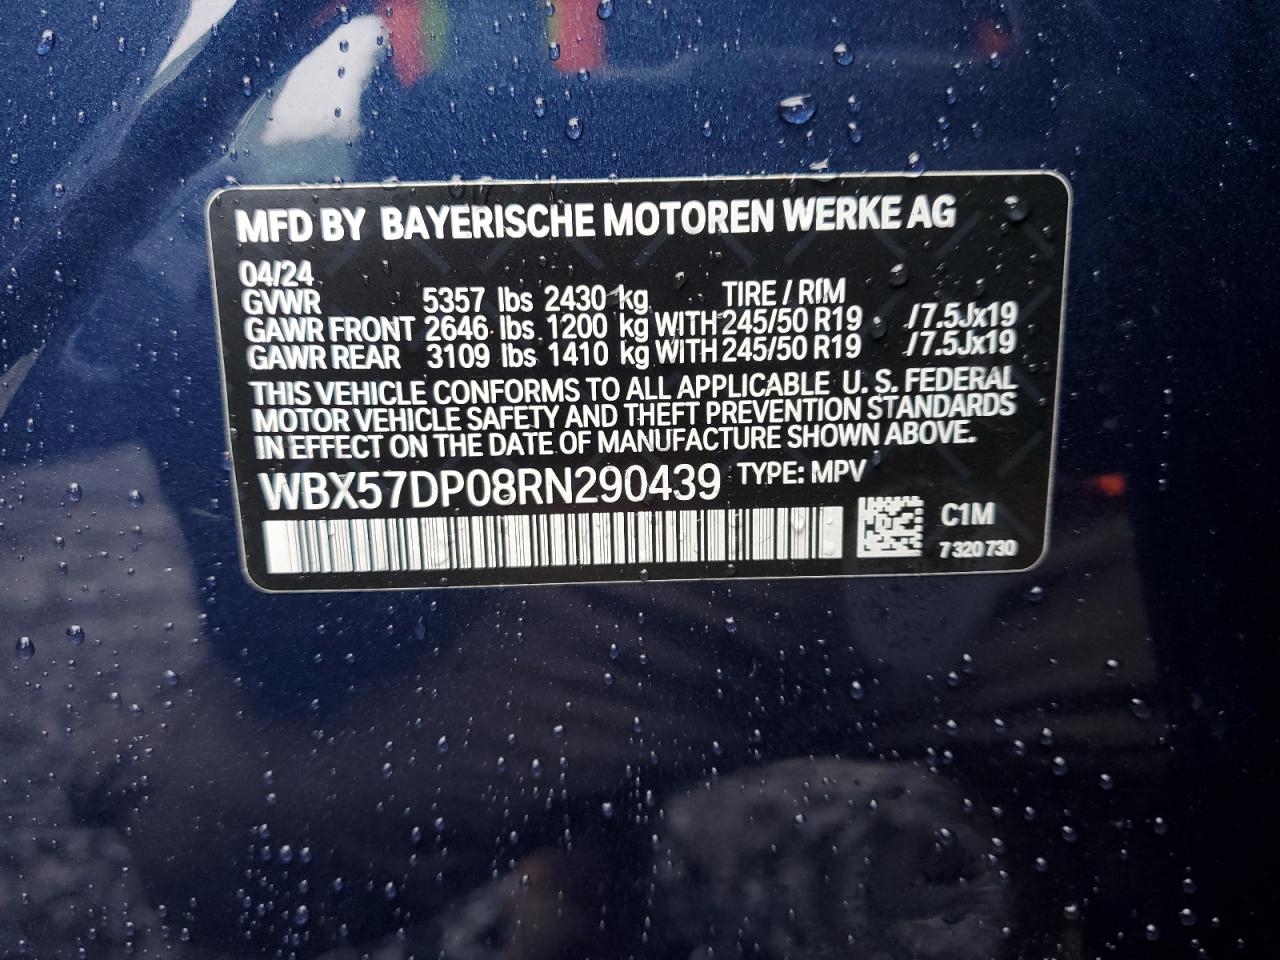 MFD BY BAYERISCHE MOTOREN WERKE AG
04/24
GVWR 5357 lbs 2430 kg TIRE / RIM
GAWR FRONT 2646 lbs 1200 kg WITH 245/50 R19 /7.5Jx19
GAWR REAR 3109 lbs 1410 kg WITH 245/50 R19 /7.5Jx19
THIS VEHICLE CONFORMS TO ALL APPLICABLE U. S. FEDERAL
MOTOR VEHICLE SAFETY AND THEFT PREVENTION STANDARDS
IN EFFECT ON THE DATE OF MANUFACTURE SHOWN ABOVE.
WBX57DP08RN290439 TYPE: MPV
C1M
7 320 730